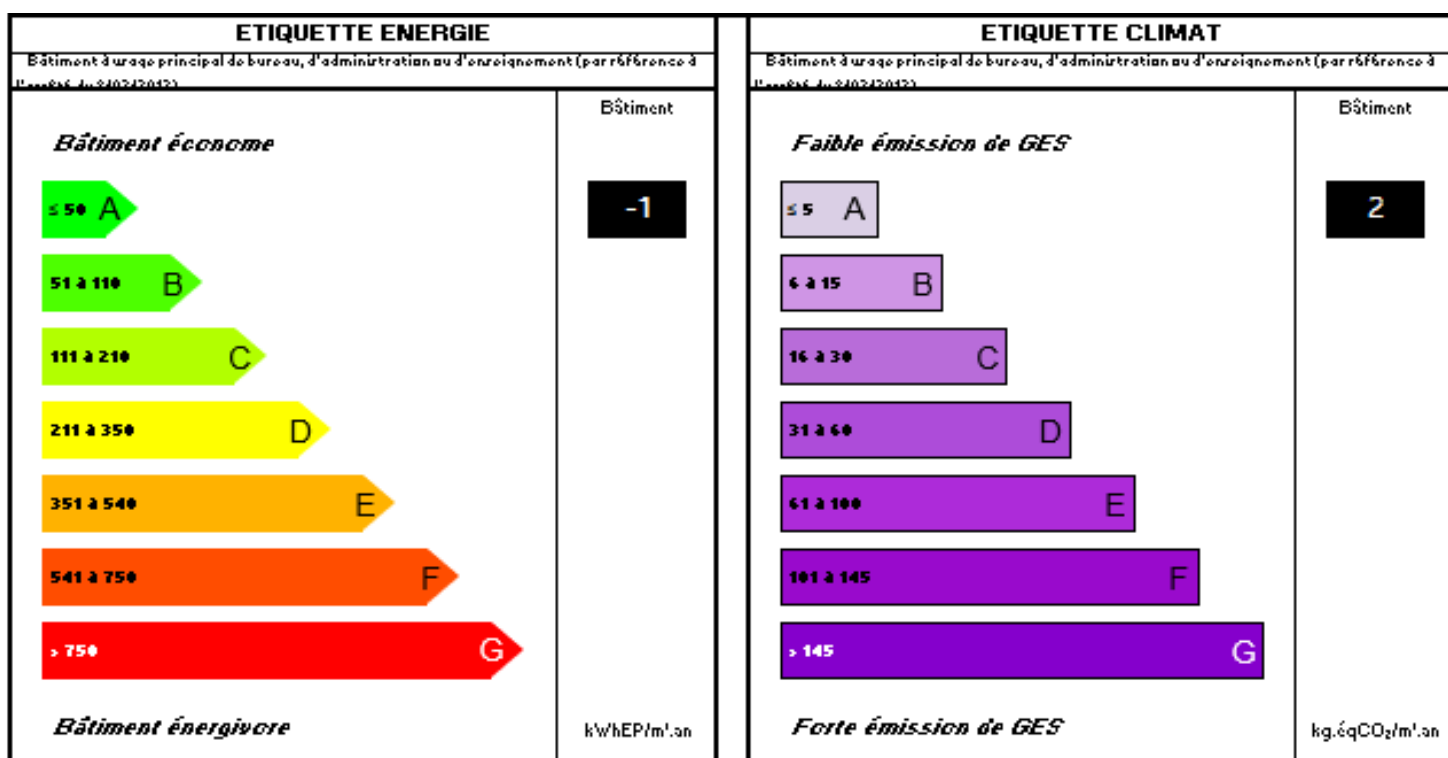 ETIQUETTE ENERGIE
Bâtiment à usage principal de bureau, d'administration ou d'enseignement (par référence à
Bâtiment
Bâtiment économe
≤ 50 A
-1
51 à 110 B
111 à 210 C
211 à 350 D
351 à 540 E
541 à 750 F
> 750 G
Bâtiment énergivore
kWhEP/m².an
ETIQUETTE CLIMAT
Bâtiment à usage principal de bureau, d'administration ou d'enseignement (par référence à
Bâtiment
Faible émission de GES
≤ 5 A
2
6 à 15 B
16 à 30 C
31 à 60 D
61 à 100 E
101 à 145 F
> 145 G
Forte émission de GES
kg.éqCO₂/m².an